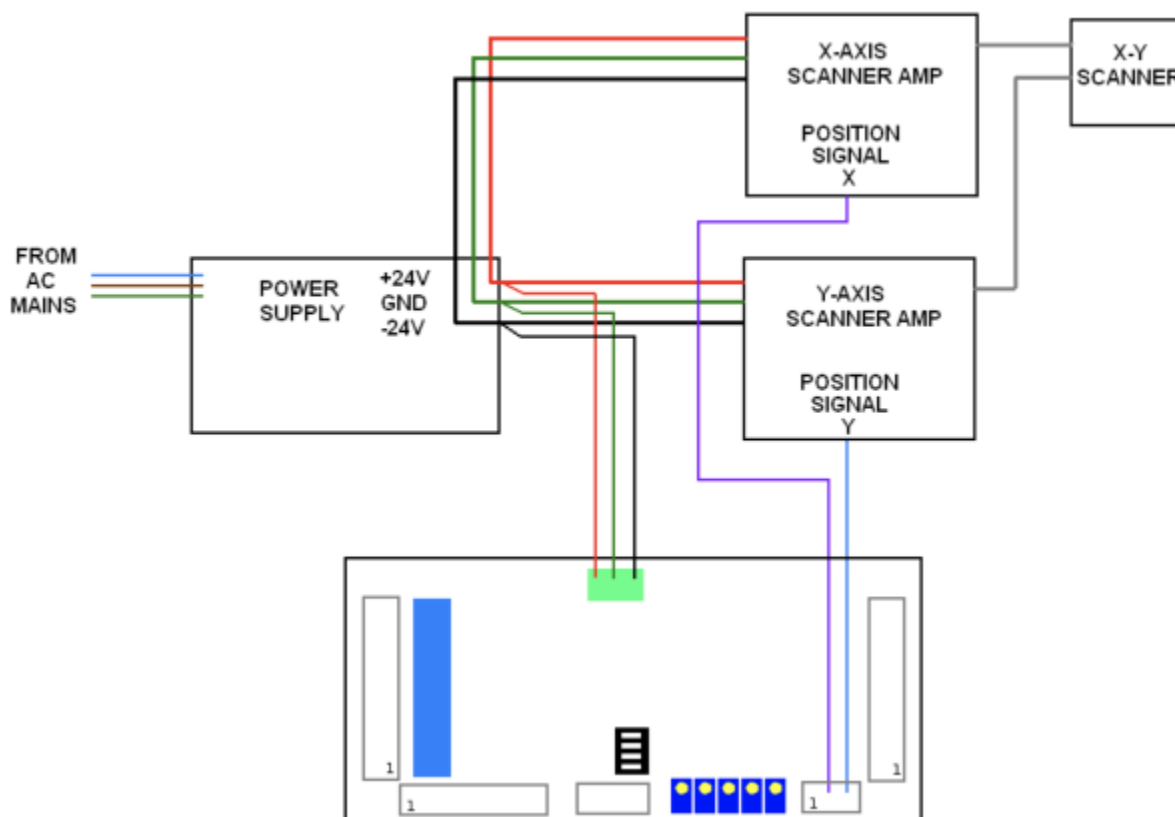 X-AXIS
SCANNER AMP
POSITION
SIGNAL
X
X-Y
SCANNER
FROM
AC
MAINS
POWER
SUPPLY
+24V
GND
-24V
Y-AXIS
SCANNER AMP
POSITION
SIGNAL
Y
1
1
1
1